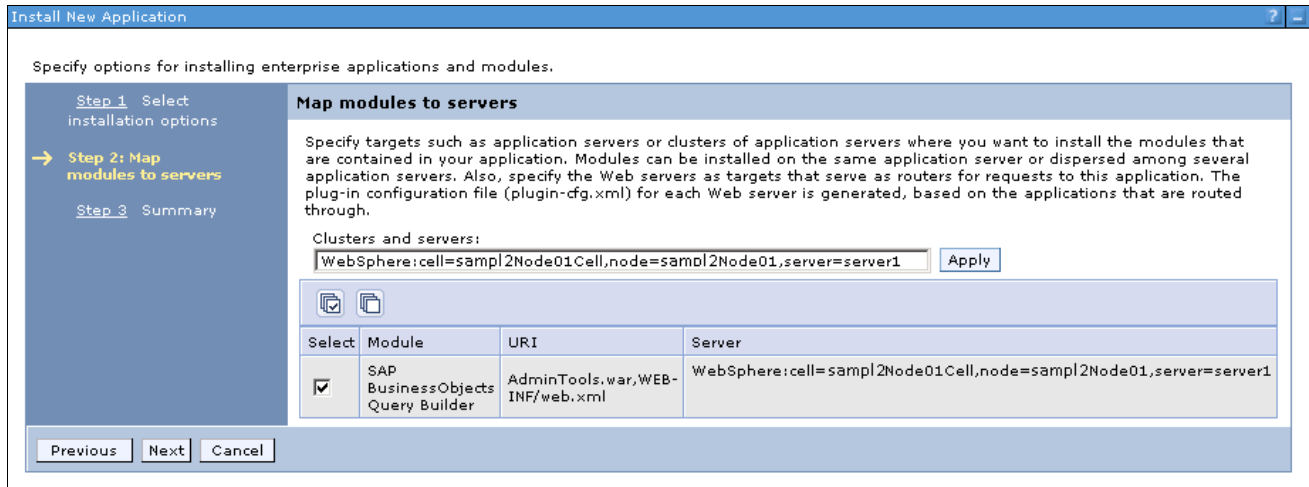 Install New Application
?
Specify options for installing enterprise applications and modules.
Step 1 Select
installation options
Step 2: Map
modules to servers
Step 3 Summary
Map modules to servers
Specify targets such as application servers or clusters of application servers where you want to install the modules that
are contained in your application. Modules can be installed on the same application server or dispersed among several
application servers. Also, specify the Web servers as targets that serve as routers for requests to this application. The
plug-in configuration file (plugin-cfg.xml) for each Web server is generated, based on the applications that are routed
through.
Clusters and servers:
WebSphere:cell=sampl2Node01Cell,node=sampl2Node01,server=server1 Apply
Select Module URI Server
SAP
BusinessObjects
Query Builder
AdminTools.war,WEB-
INF/web.xml
WebSphere:cell=sampl2Node01Cell,node=sampl2Node01,server=server1
Previous Next Cancel